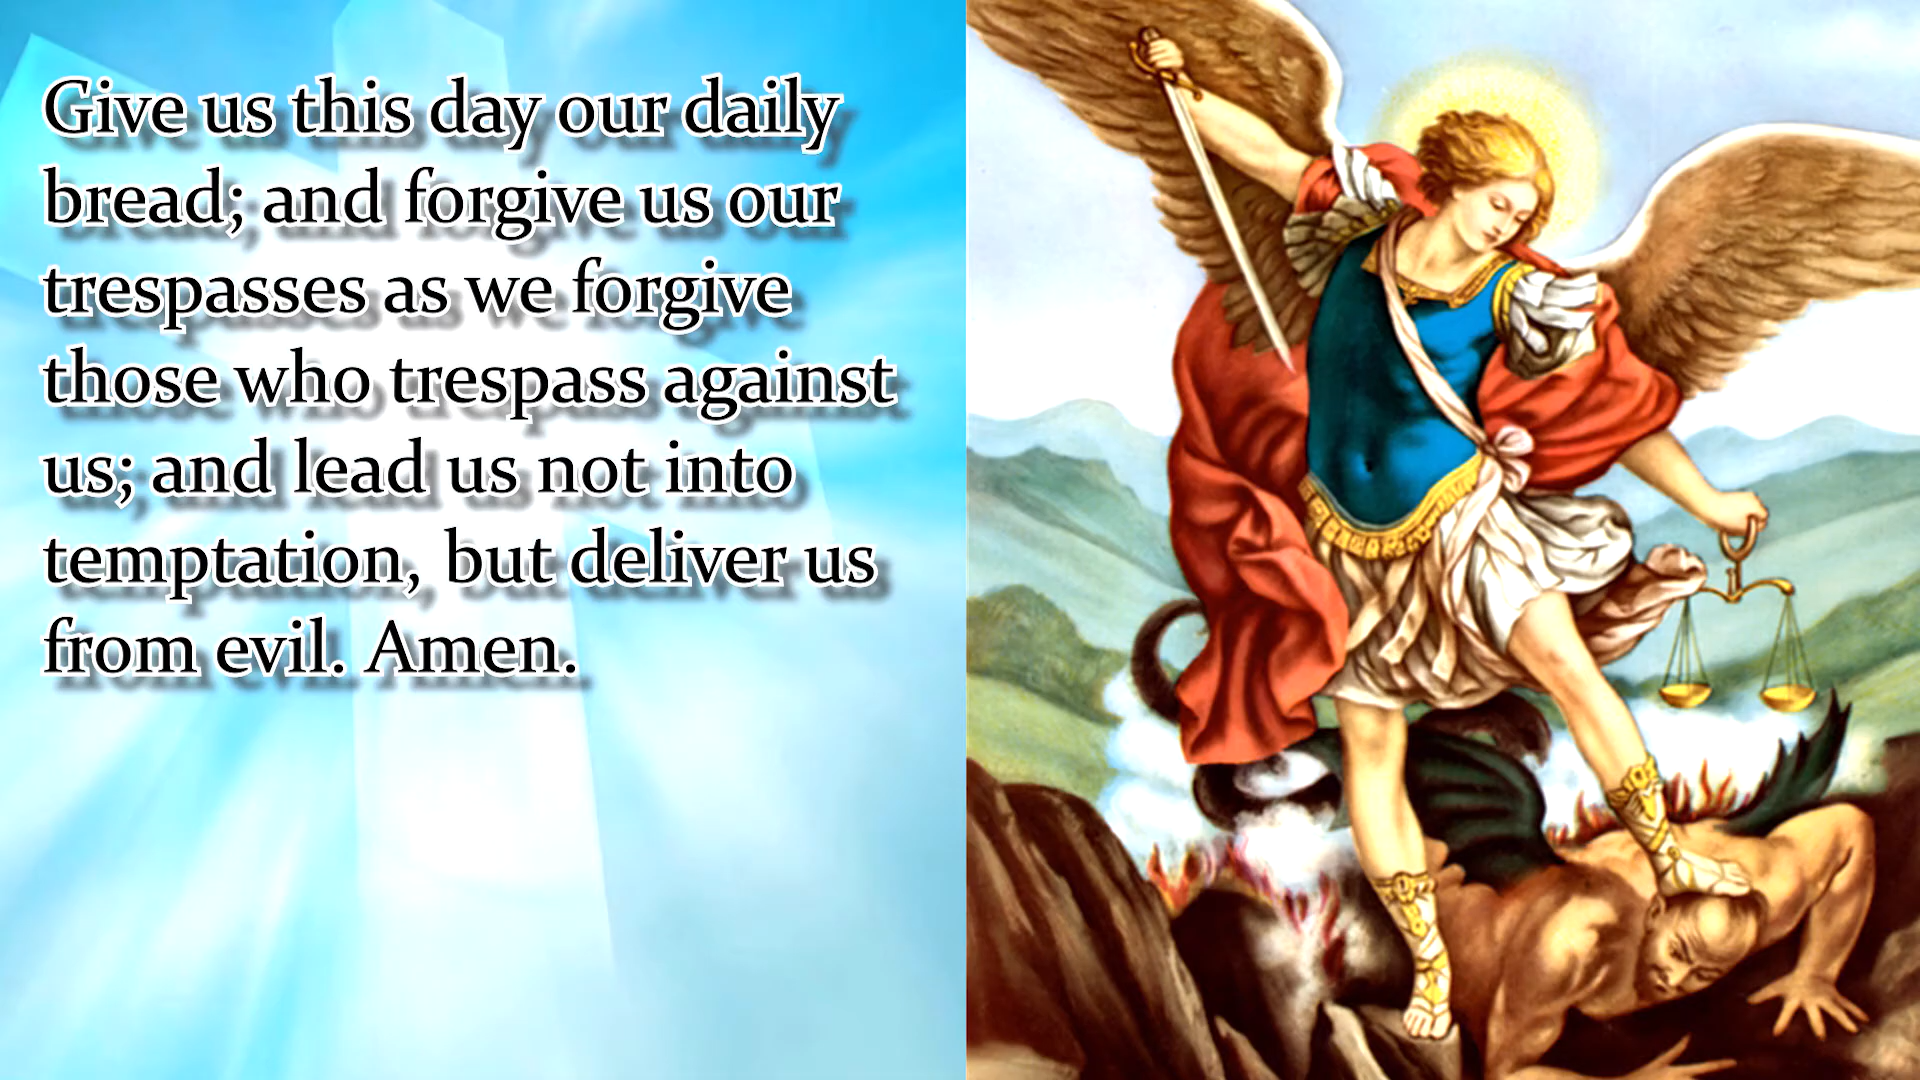 Give us this day our daily
bread; and forgive us our
trespasses as we forgive
those who trespass against
us; and lead us not into
temptation, but deliver us
from evil. Amen.